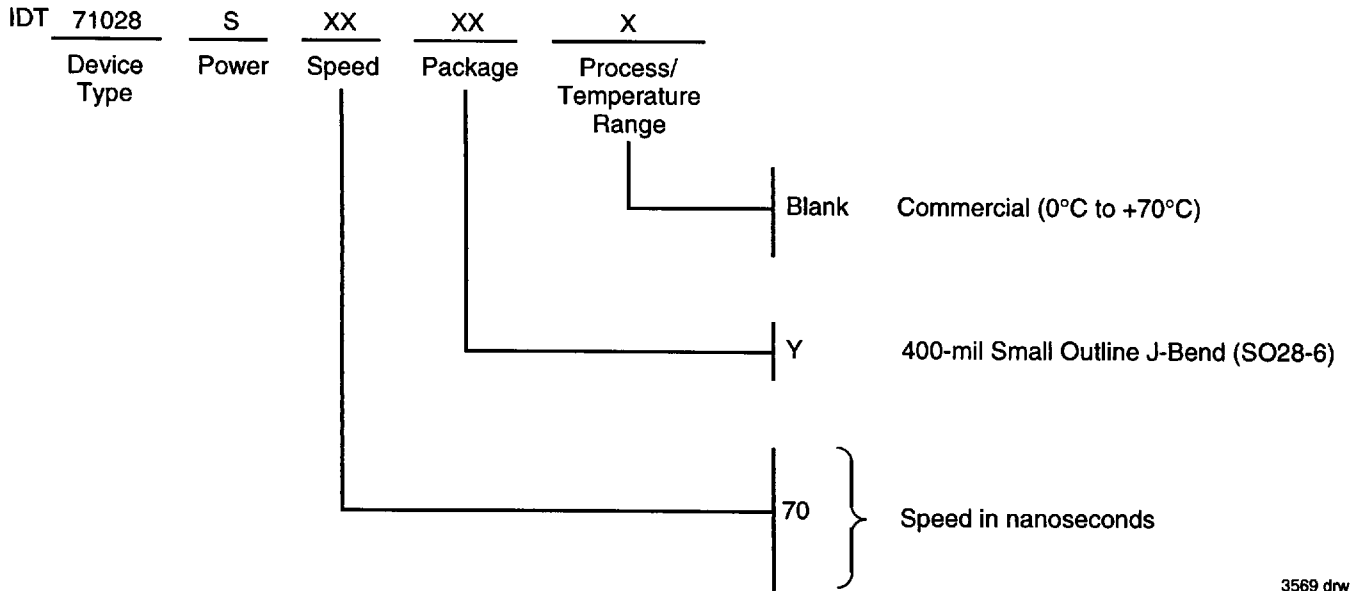 IDT 71028 S XX XX X
Device Type Power Speed Package Process/ Temperature Range
Blank Commercial (0°C to +70°C)
Y 400-mil Small Outline J-Bend (SO28-6)
70 Speed in nanoseconds
3569 drw